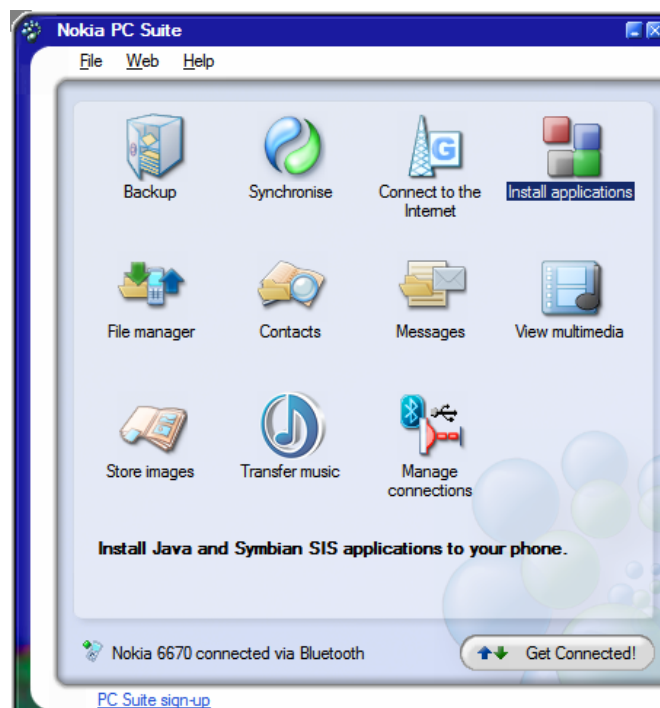 Nokia PC Suite
File Web Help
Backup
Synchronise
Connect to the
Internet
Install applications
File manager
Contacts
Messages
View multimedia
Store images
Transfer music
Manage
connections
Install Java and Symbian SIS applications to your phone.
Nokia 6670 connected via Bluetooth
Get Connected!
PC Suite sign-up